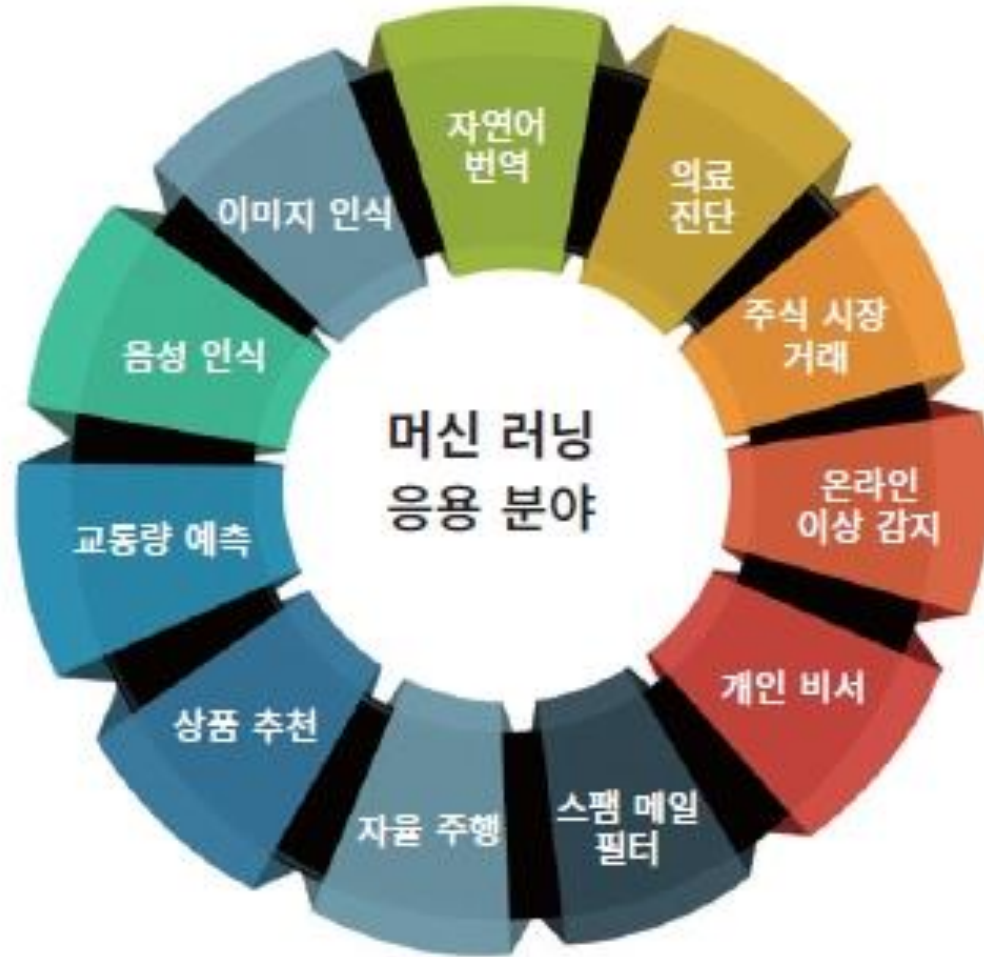 머신 러닝
응용 분야
자연어
번역
의료
진단
주식 시장
거래
온라인
이상 감지
개인 비서
스팸 메일
필터
자율 주행
상품 추천
교통량 예측
음성 인식
이미지 인식